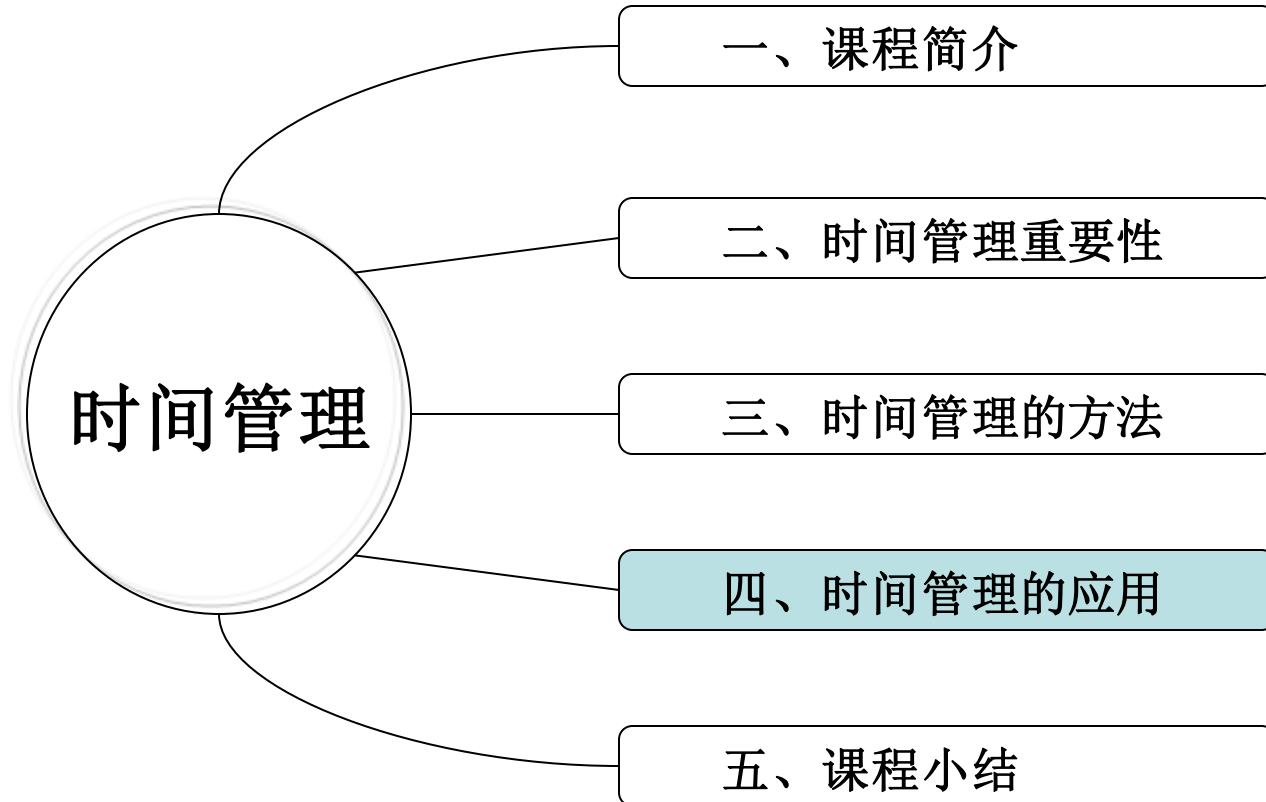 时间管理
一、课程简介
二、时间管理重要性
三、时间管理的方法
四、时间管理的应用
五、课程小结